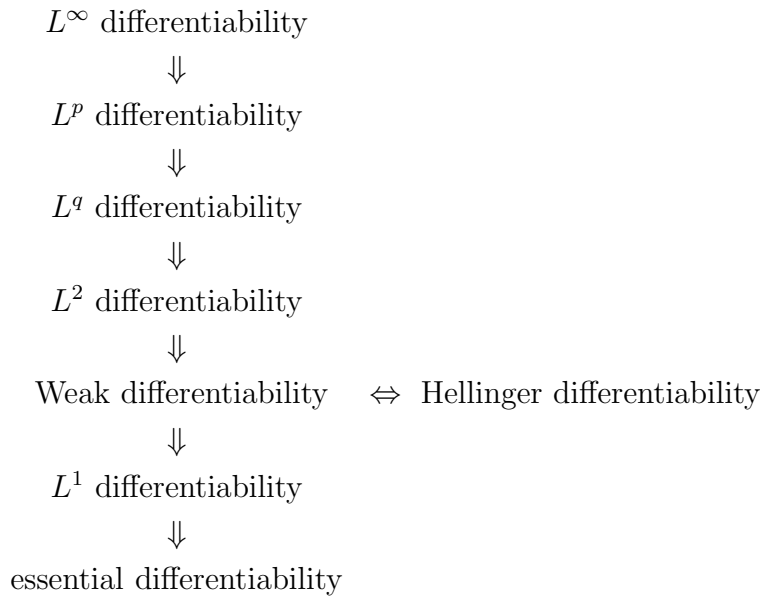 L^∞ differentiability
⇓
L^p differentiability
⇓
L^q differentiability
⇓
L^2 differentiability
⇓
Weak differentiability ⇔ Hellinger differentiability
⇓
L^1 differentiability
⇓
essential differentiability